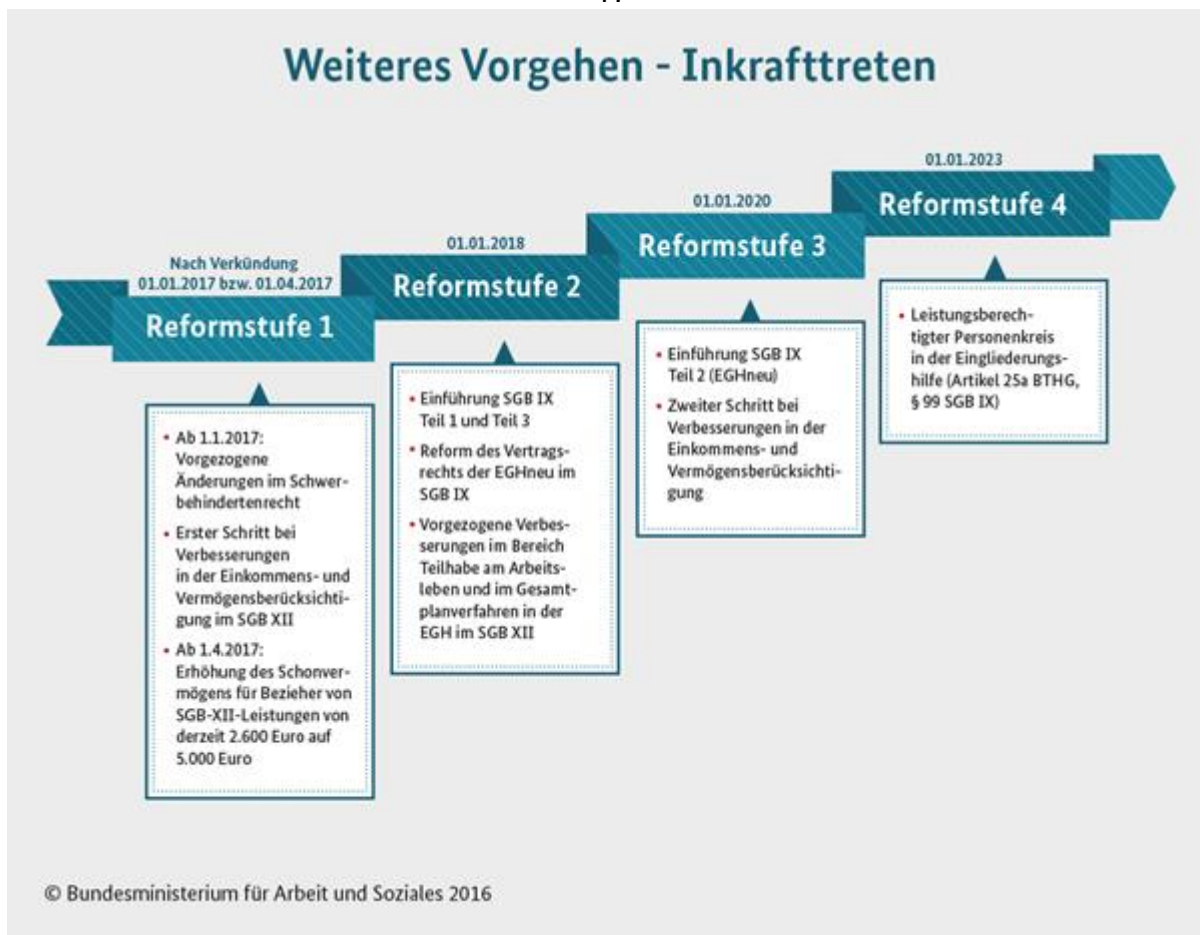 Weiteres Vorgehen - Inkrafttreten
Nach Verkündung
01.01.2017 bzw. 01.04.2017
Reformstufe 1
• Ab 1.1.2017:
Vorgezogene
Änderungen im Schwer-
behindertenrecht
• Erster Schritt bei
Verbesserungen
in der Einkommens- und
Vermögensberücksichti-
gung im SGB XII
• Ab 1.4.2017:
Erhöhung des Schonver-
mögens für Bezieher von
SGB-XII-Leistungen von
derzeit 2.600 Euro auf
5.000 Euro
01.01.2018
Reformstufe 2
• Einführung SGB IX
Teil 1 und Teil 3
• Reform des Vertrags-
rechts der EGHneu im
SGB IX
• Vorgezogene Verbes-
serungen im Bereich
Teilhabe am Arbeits-
leben und im Gesamt-
planverfahren in der
EGH im SGB XII
01.01.2020
Reformstufe 3
• Einführung SGB IX
Teil 2 (EGHneu)
• Zweiter Schritt bei
Verbesserungen in der
Einkommens- und
Vermögensberücksichti-
gung
01.01.2023
Reformstufe 4
• Leistungsberech-
tigter Personenkreis
in der Eingliederungs-
hilfe (Artikel 25a BTHG,
§ 99 SGB IX)
© Bundesministerium für Arbeit und Soziales 2016